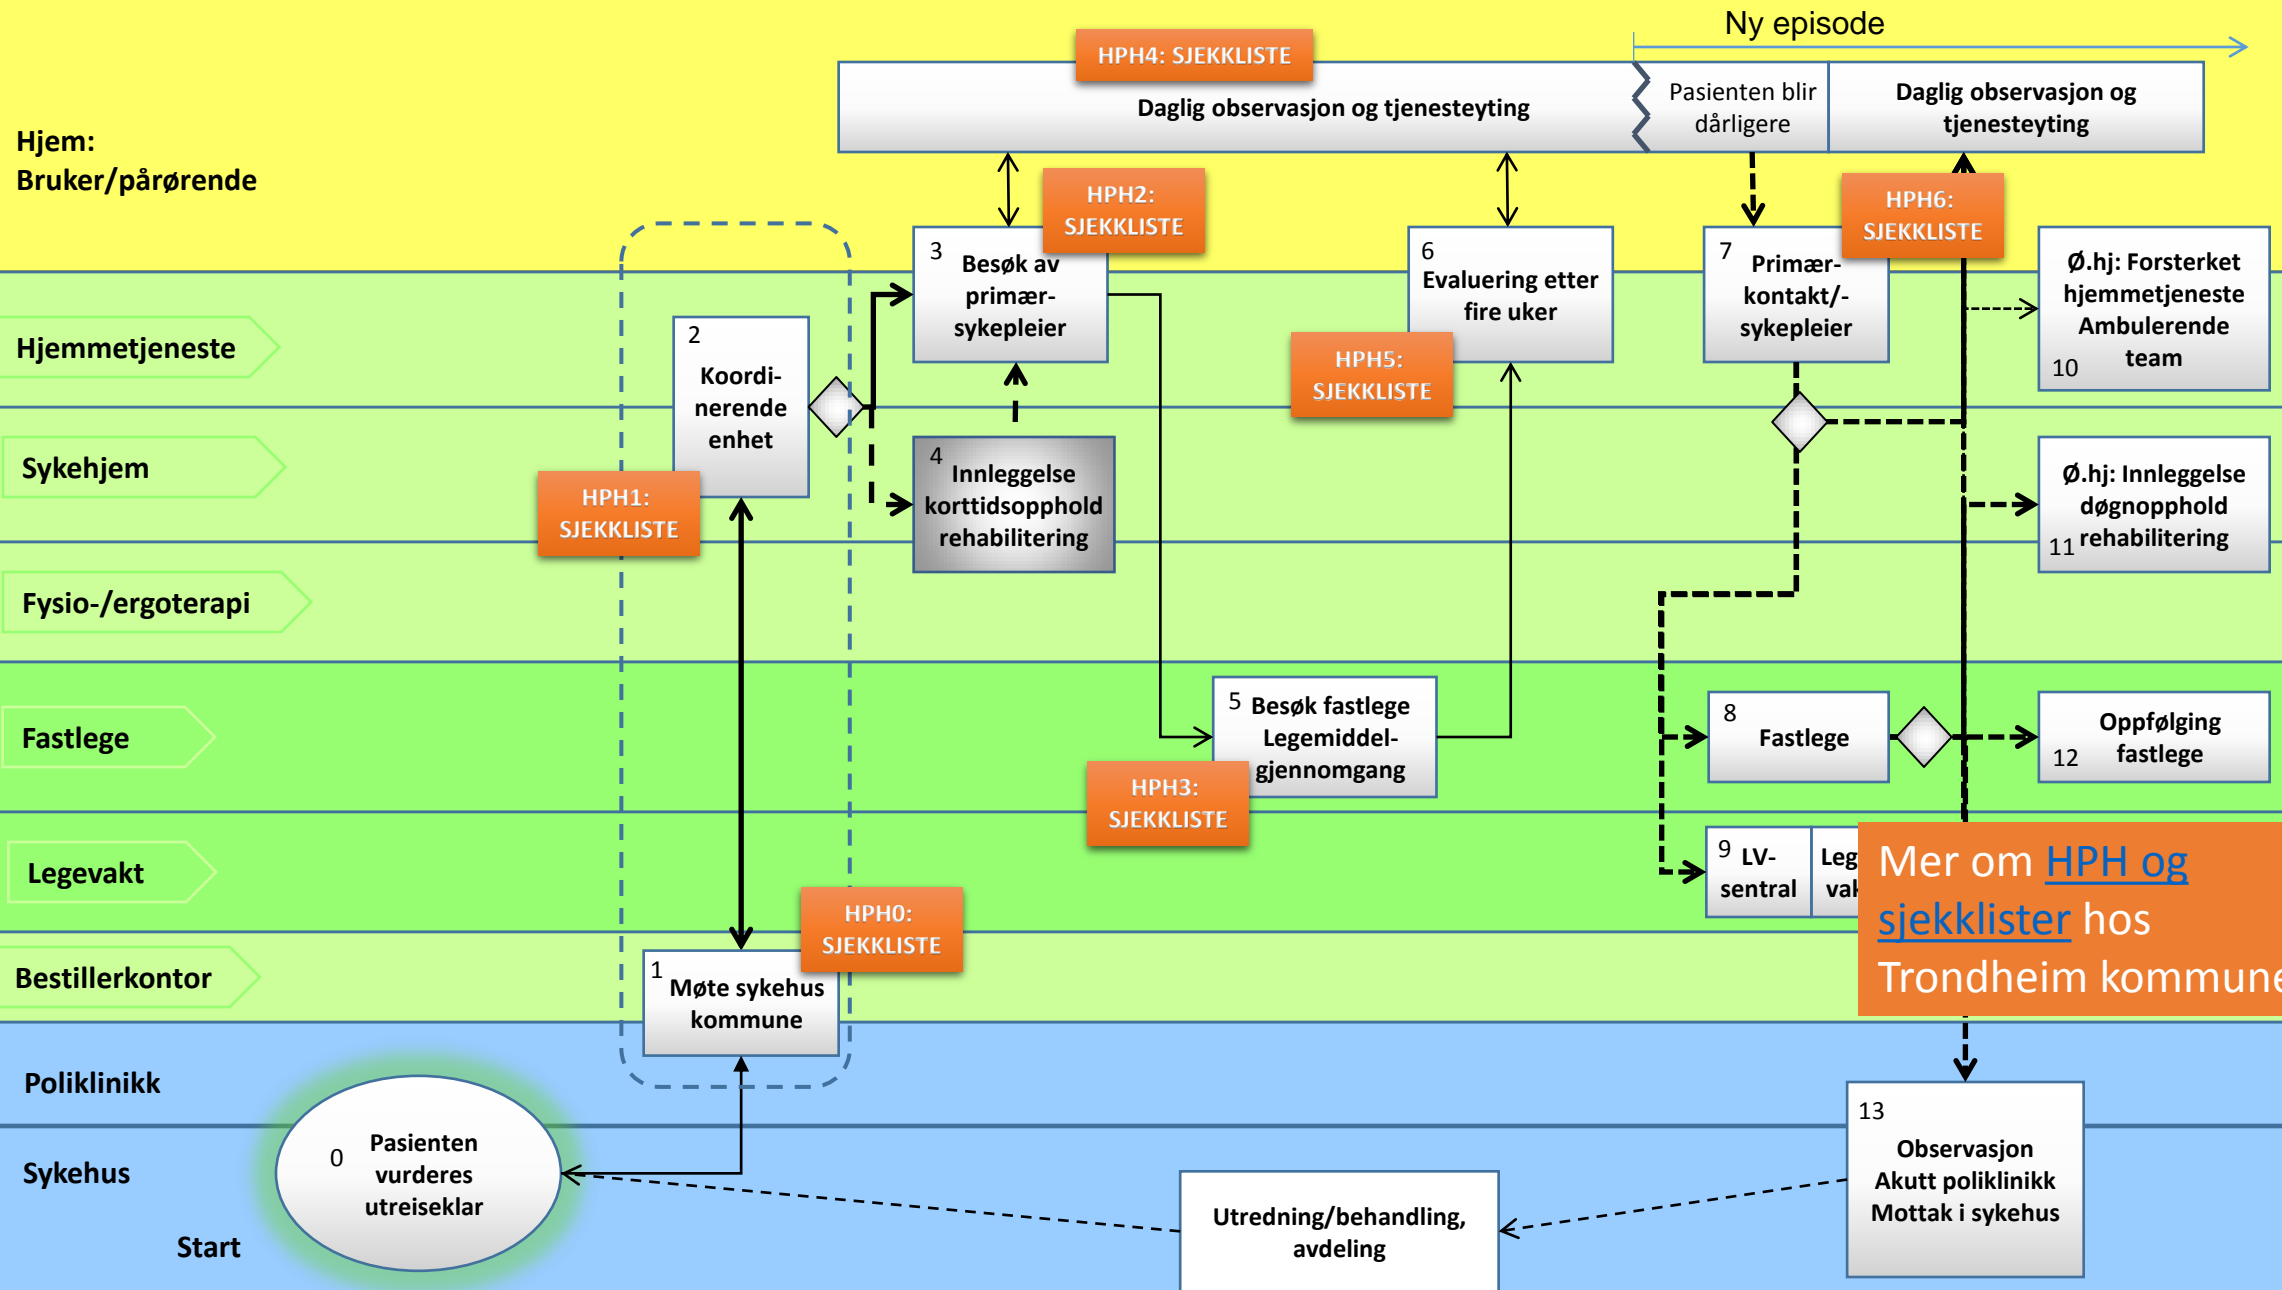 Ny episode
HPH4: SJEKKLISTE
Daglig observasjon og tjenesteyting
Pasienten blir
dårligere
Daglig observasjon og
tjenesteyting
Hjem:
Bruker/pårørende
HPH2:
SJEKKLISTE
HPH6:
SJEKKLISTE
3
Besøk av
primær-
sykepleier
6
Evaluering etter
fire uker
7
Primær-
kontakt/-
sykepleier
Ø.hj: Forsterket
hjemmetjeneste
Ambulerende
team
10
Hjemmetjeneste
2
Koordi-
nerende
enhet
HPH5:
SJEKKLISTE
Sykehjem
HPH1:
SJEKKLISTE
4
Innleggelse
korttidsopphold
rehabilitering
Ø.hj: Innleggelse
døgnopphold
11 rehabilitering
Fysio-/ergoterapi
Fastlege
5
Besøk fastlege
Legemiddel-
gjennomgang
HPH3:
SJEKKLISTE
8
Fastlege
Oppfølging
fastlege
12
Legevakt
9
LV-
sentral
Leg
vak
Mer om HPH og
sjekklister hos
Trondheim kommune
HPH0:
SJEKKLISTE
Bestillerkontor
1
Møte sykehus
kommune
Poliklinikk
Sykehus
Start
0
Pasienten
vurderes
utreiseklar
Utredning/behandling,
avdeling
13
Observasjon
Akutt poliklinikk
Mottak i sykehus